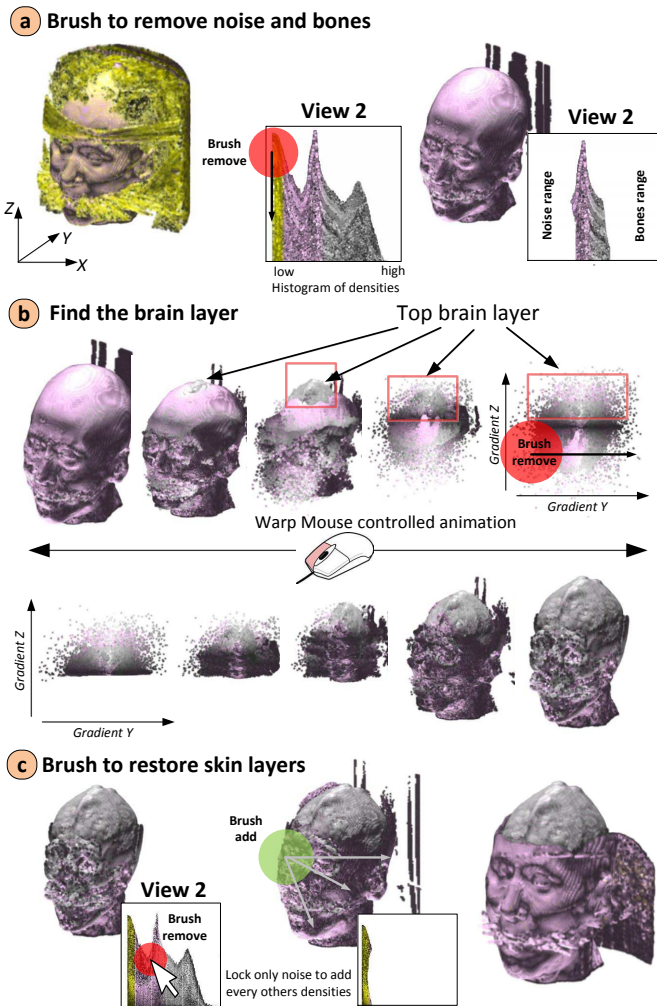 a Brush to remove noise and bones
View 2
Brush
remove
low high
Histogram of densities
View 2
Noise range
Bones range
Z
Y
X
b Find the brain layer
Top brain layer
Gradient Z
Brush
remove
Gradient Y
Warp Mouse controlled animation
Gradient Z
Gradient Y
c Brush to restore skin layers
Brush
add
View 2
Brush
remove
Lock only noise to add
every others densities